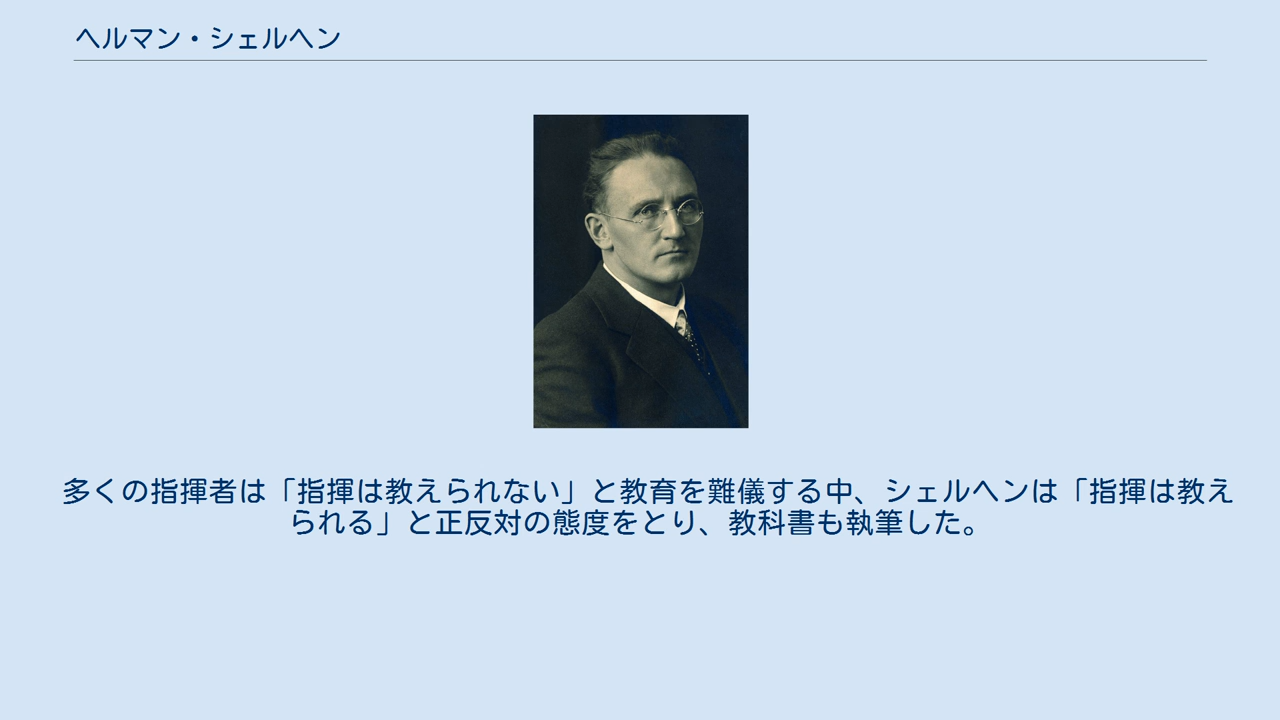 ヘルマン・シェルヘン
多くの指揮者は「指揮は教えられない」と教育を難儀する中、シェルヘンは「指揮は教え
られる」と正反対の態度をとり、教科書も執筆した。